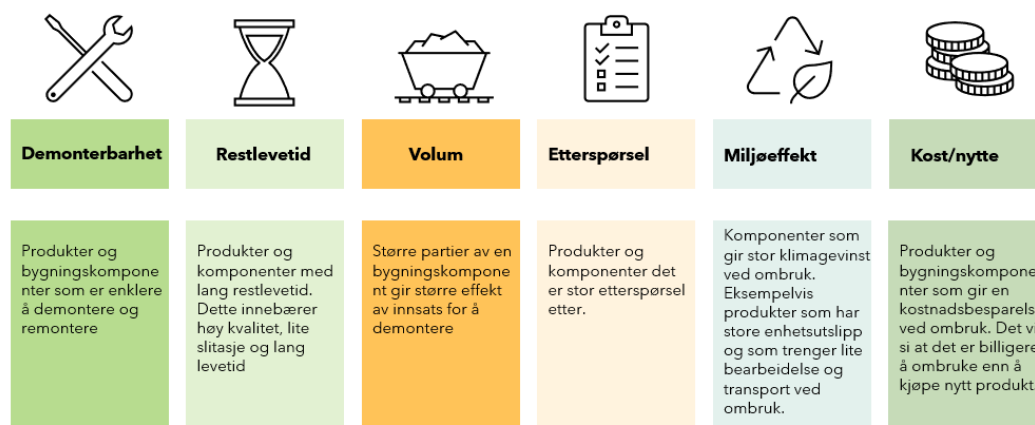 Demonterbarhet
Restlevetid
Volum
Etterspørsel
Miljøeffekt
Kost/nytte
Produkter og
bygningskompone
nter som er enklere
å demontere og
remontere
Produkter og
komponenter med
lang restlevetid.
Dette innebærer
høy kvalitet, lite
slitasje og lang
levetid
Større partier av en
bygningskompone
nt gir større effekt
av innsats for å
demontere
Produkter og
komponenter det
er stor etterspørsel
etter.
Komponenter som
gir stor klimagevinst
ved ombruk.
Eksempelvis
produkter som har
store enhetsutslipp
og som trenger lite
bearbeidelse og
transport ved
ombruk.
Produkter og
bygningskompone
nter som gir en
kostnadsbesparels
ved ombruk. Det vi
si at det er billigere
å ombruke enn å
kjøpe nytt produkt.